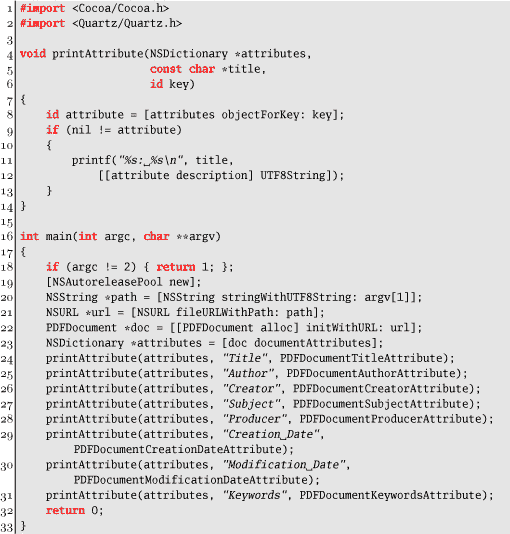 1 #import <Cocoa/Cocoa.h>
2 #import <Quartz/Quartz.h>
3
4 void printAttribute(NSDictionary *attributes,
5                     const char *title,
6                     id key)
7 {
8     id attribute = [attributes objectForKey: key];
9     if (nil != attribute)
10     {
11         printf("%s:␣%s\n", title,
12             [[attribute description] UTF8String]);
13     }
14 }
15
16 int main(int argc, char **argv)
17 {
18     if (argc != 2) { return 1; };
19     [NSAutoreleasePool new];
20     NSString *path = [NSString stringWithUTF8String: argv[1]];
21     NSURL *url = [NSURL fileURLWithPath: path];
22     PDFDocument *doc = [[PDFDocument alloc] initWithURL: url];
23     NSDictionary *attributes = [doc documentAttributes];
24     printAttribute(attributes, "Title", PDFDocumentTitleAttribute);
25     printAttribute(attributes, "Author", PDFDocumentAuthorAttribute);
26     printAttribute(attributes, "Creator", PDFDocumentCreatorAttribute);
27     printAttribute(attributes, "Subject", PDFDocumentSubjectAttribute);
28     printAttribute(attributes, "Producer", PDFDocumentProducerAttribute);
29     printAttribute(attributes, "Creation␣Date",
        PDFDocumentCreationDateAttribute);
30     printAttribute(attributes, "Modification␣Date",
        PDFDocumentModificationDateAttribute);
31     printAttribute(attributes, "Keywords", PDFDocumentKeywordsAttribute);
32     return 0;
33 }